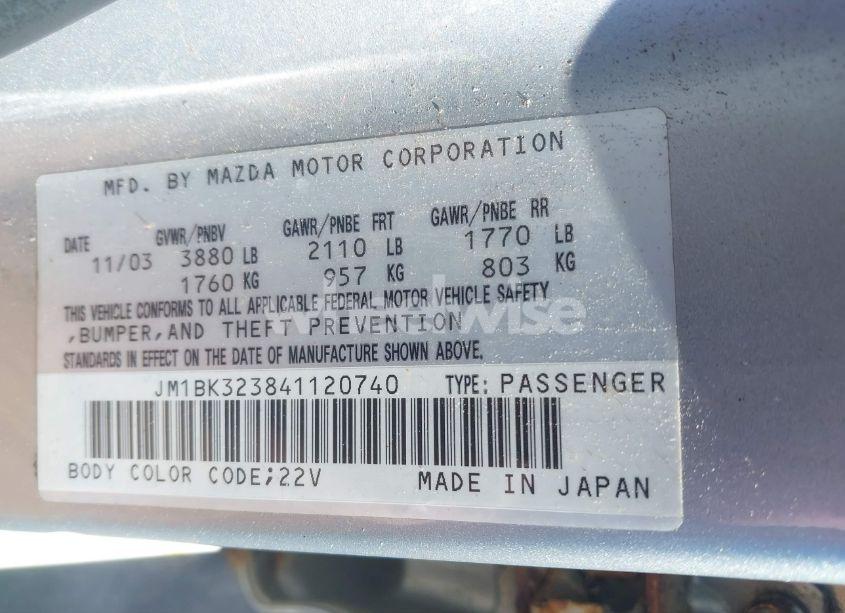 MFD. BY MAZDA MOTOR CORPORATION
DATE GVWR/PNBV GAWR/PNBE FRT GAWR/PNBE RR
11/03 3880 LB 2110 LB 1770 LB
1760 KG 957 KG 803 KG
THIS VEHICLE CONFORMS TO ALL APPLICABLE FEDERAL MOTOR VEHICLE SAFETY
,BUMPER,AND THEFT PREVENTION
STANDARDS IN EFFECT ON THE DATE OF MANUFACTURE SHOWN ABOVE.
JM1BK323841120740 TYPE: PASSENGER
BODY COLOR CODE;22V MADE IN JAPAN